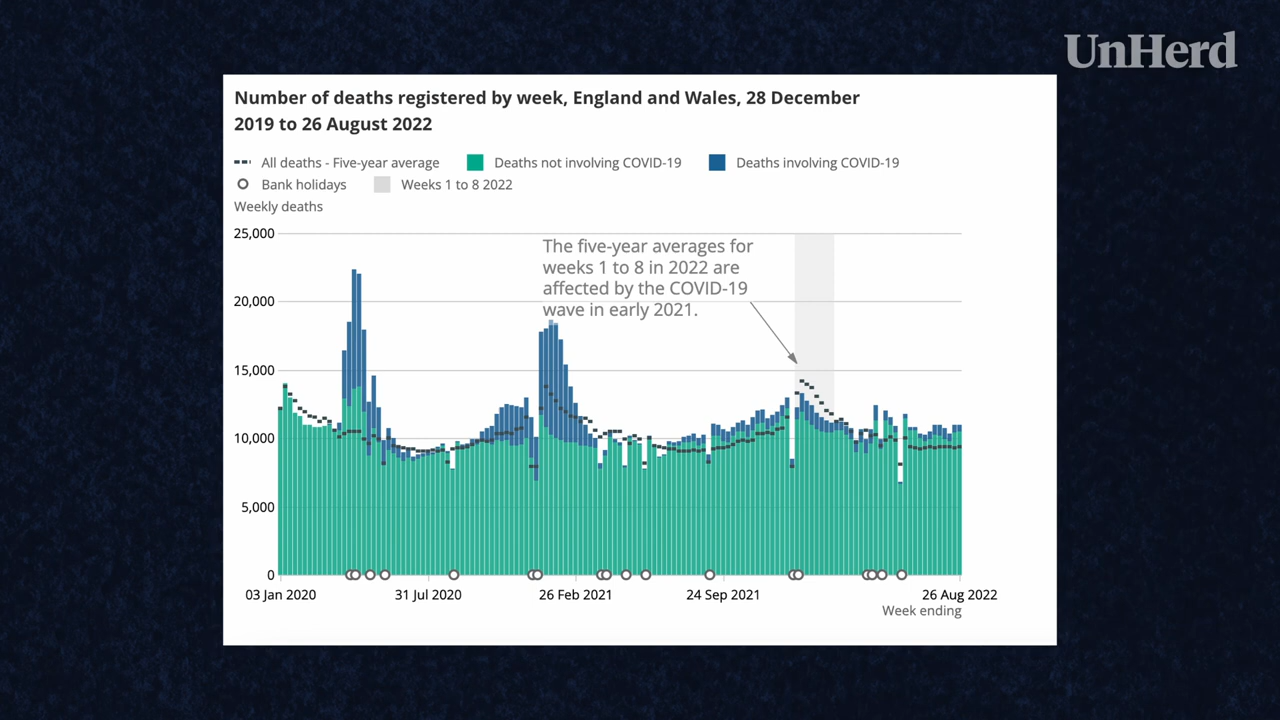 UnHerd
Number of deaths registered by week, England and Wales, 28 December
2019 to 26 August 2022
All deaths - Five-year average
Deaths not involving COVID-19
Deaths involving COVID-19
Bank holidays
Weeks 1 to 8 2022
Weekly deaths
25,000
The five-year averages for
weeks 1 to 8 in 2022 are
affected by the COVID-19
wave in early 2021.
20,000
15,000
10,000
5,000
0
03 Jan 2020
31 Jul 2020
26 Feb 2021
24 Sep 2021
26 Aug 2022
Week ending